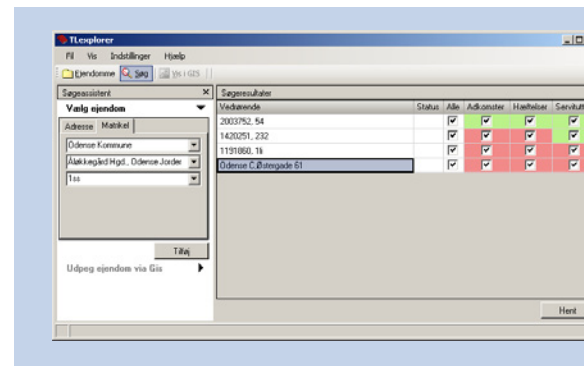 TLexplorer
Fil Vis Indstillinger Hjælp
Ejendomme Søg Vis i GIS
Søgeassistent X Søgeresultater
Vælg ejendom
Vedrørende Status Alle Adkomster Hæftelser Servitutt
Adresse Matrikel
2003752, 54
1420251, 232
Odense Kommune
1191860, 1k
Åløkkegård Hgd., Odense Jorder
Odense C,Østergade 61
1ss
Tilføj
Udpeg ejendom via Gis
Hent